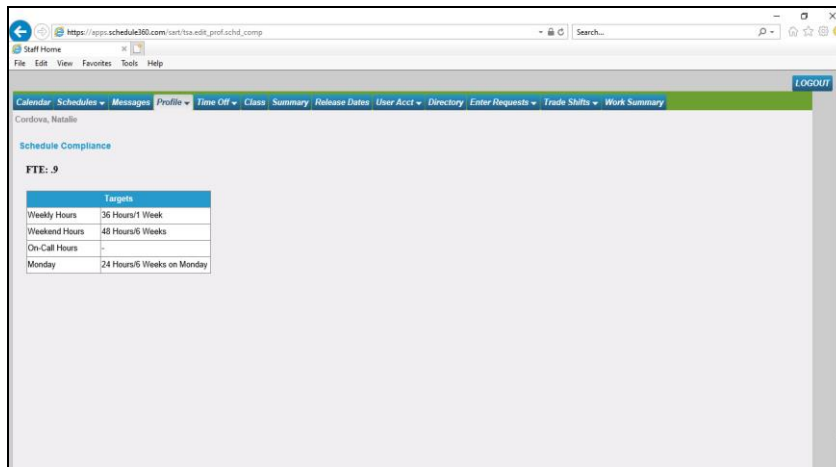 https://apps.schedule360.com/sart/tsa.edit_prof.schd_comp
Search...
Staff Home
File Edit View Favorites Tools Help
LOGOUT
Calendar Schedules Messages Profile Time Off Class Summary Release Dates User Acct Directory Enter Requests Trade Shifts Work Summary
Cordova, Natalie
Schedule Compliance
FTE: .9
Targets
Weekly Hours 36 Hours/1 Week
Weekend Hours 48 Hours/6 Weeks
On-Call Hours -
Monday 24 Hours/6 Weeks on Monday